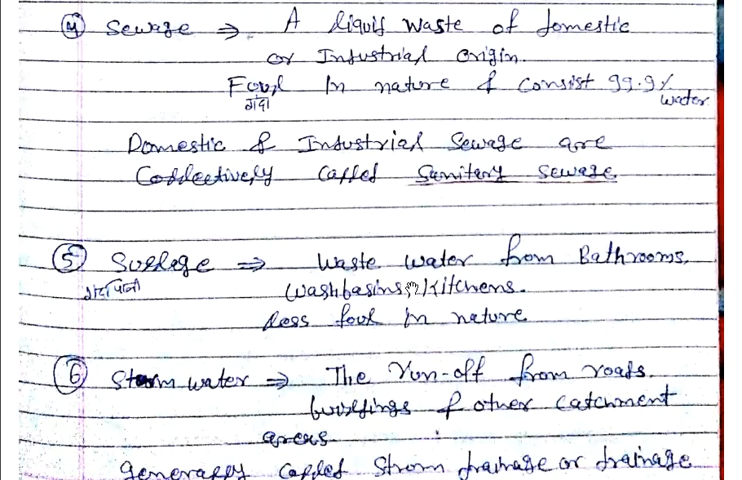 ④ Sewage ⇒ A liquid waste of domestic
or Industrial origin.
Foul In nature & consist 99.9%
गंदा water
Domestic & Industrial Sewage are
Collectively Called Sanitary sewage
⑤ Sullage ⇒ Waste water from Bathrooms,
गंदा पानी washbasins, kitchens.
less foul in nature
⑥ Storm water ⇒ The run-off from roads.
buildings & other catchment
areas
generally called Strom drainage or drainage